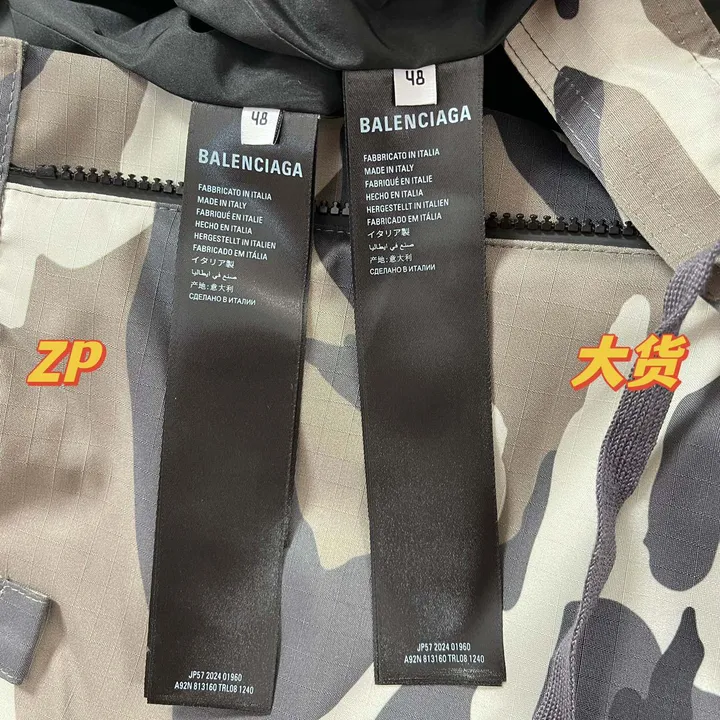 48
BALENCIAGA
FABBRICATO IN ITALIA
MADE IN ITALY
FABRIQUÉ EN ITALIE
HECHO EN ITALIA
HERGESTELLT IN ITALIEN
FABRICADO EM ITÁLIA
イタリア製
صنع في ايطاليا
产地:意大利
СДЕЛАНО В ИТАЛИИ
JP57 2024 01960
A92N 813160 TRL08 1240
48
BALENCIAGA
FABBRICATO IN ITALIA
MADE IN ITALY
FABRIQUÉ EN ITALIE
HECHO EN ITALIA
HERGESTELLT IN ITALIEN
FABRICADO EM ITÁLIA
イタリア製
صنع في ايطاليا
产地:意大利
СДЕЛАНО В ИТАЛИИ
JP57 2024 01960
A92N 813160 TRL08 1240
ZP
大货